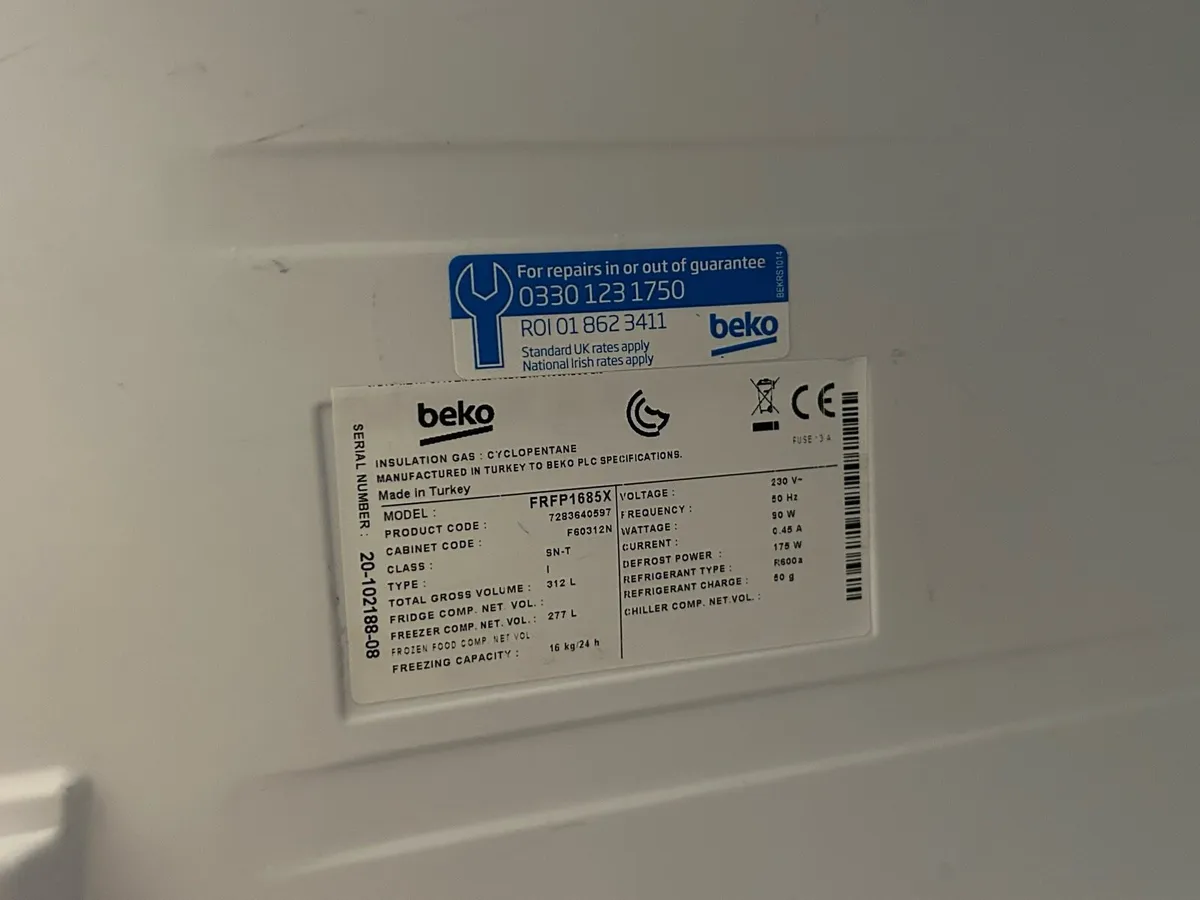 For repairs in or out of guarantee
0330 123 1750
BEKRS1014
ROI 01 862 3411
beko
Standard UK rates apply
National Irish rates apply
beko
CE
FUSE : 3 A
INSULATION GAS : CYCLOPENTANE
MANUFACTURED IN TURKEY TO BEKO PLC SPECIFICATIONS.
Made in Turkey
SERIAL NUMBER : 20-102188-08
MODEL : FRFP1685X
PRODUCT CODE : 7283640597
CABINET CODE : F60312N
CLASS : SN-T
TYPE : I
TOTAL GROSS VOLUME : 312 L
FRIDGE COMP. NET. VOL. :
FREEZER COMP. NET. VOL. : 277 L
FROZEN FOOD COMP. NET VOL.
FREEZING CAPACITY : 16 kg/24 h
VOLTAGE : 230 V~
FREQUENCY : 50 Hz
WATTAGE : 90 W
CURRENT : 0.45 A
DEFROST POWER : 175 W
REFRIGERANT TYPE : R600a
REFRIGERANT CHARGE : 50 g
CHILLER COMP. NET.VOL. :